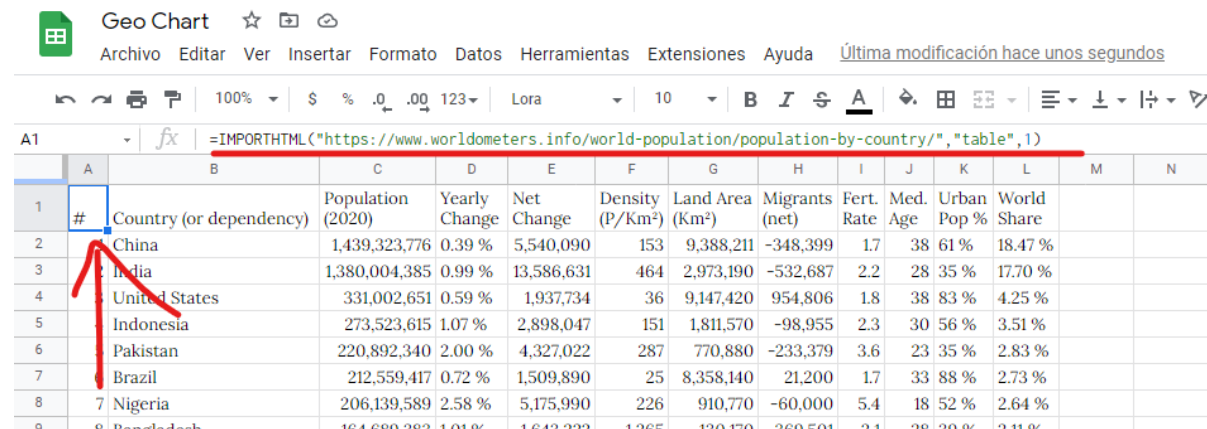 Geo Chart
Archivo Editar Ver Insertar Formato Datos Herramientas Extensiones Ayuda Última modificación hace unos segundos
100% $ % .0 .00 123 Lora 10 B I S A
A1 fx =IMPORTHTML("https://www.worldometers.info/world-population/population-by-country/","table",1)
A B C D E F G H I J K L M N
1 # Country (or dependency) Population (2020) Yearly Change Net Change Density (P/Km²) Land Area (Km²) Migrants (net) Fert. Rate Med. Age Urban Pop % World Share
2 China 1,439,323,776 0.39 % 5,540,090 153 9,388,211 -348,399 1.7 38 61 % 18.47 %
3 India 1,380,004,385 0.99 % 13,586,631 464 2,973,190 -532,687 2.2 28 35 % 17.70 %
4 United States 331,002,651 0.59 % 1,937,734 36 9,147,420 954,806 1.8 38 83 % 4.25 %
5 Indonesia 273,523,615 1.07 % 2,898,047 151 1,811,570 -98,955 2.3 30 56 % 3.51 %
6 Pakistan 220,892,340 2.00 % 4,327,022 287 770,880 -233,379 3.6 23 35 % 2.83 %
7 Brazil 212,559,417 0.72 % 1,509,890 25 8,358,140 21,200 1.7 33 88 % 2.73 %
8 7 Nigeria 206,139,589 2.58 % 5,175,990 226 910,770 -60,000 5.4 18 52 % 2.64 %